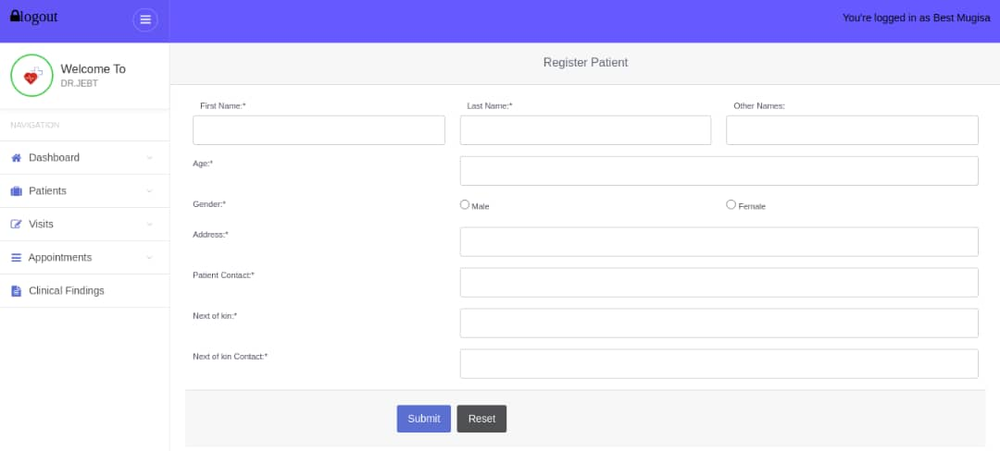 logout
You're logged in as Best Mugisa
Welcome To
DR.JEBT
NAVIGATION
Dashboard
Patients
Visits
Appointments
Clinical Findings
Register Patient
First Name:* Last Name:* Other Names:
Age:*
Gender:* Male Female
Address:*
Patient Contact:*
Next of kin:*
Next of kin Contact:*
Submit Reset